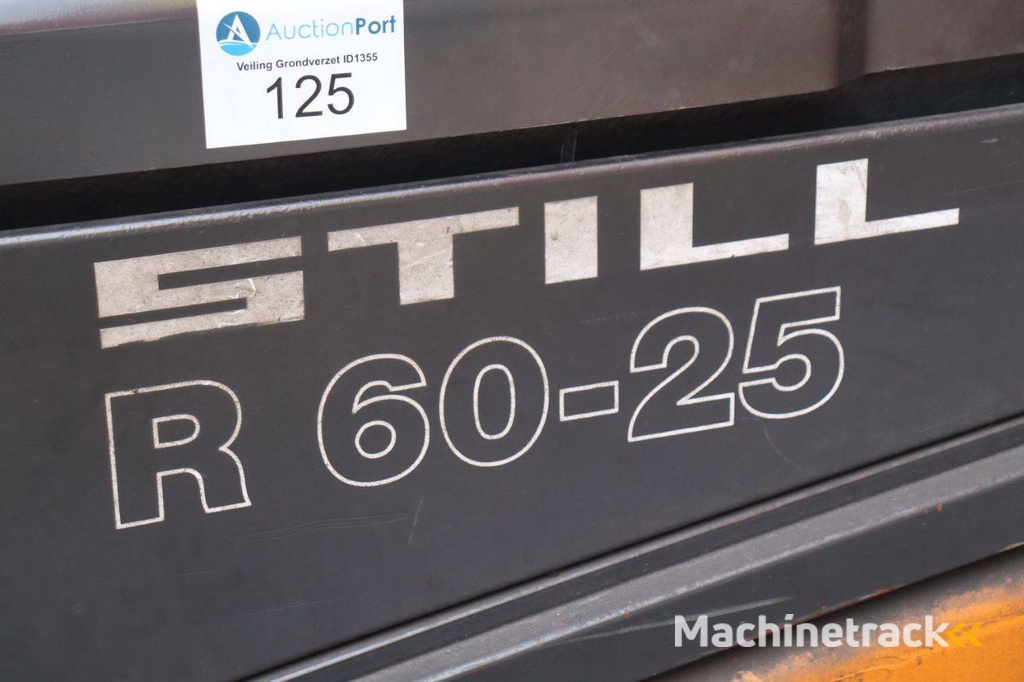 AuctionPort
Veiling Grondverzet ID1355
125
STILL
R 60-25
Machinetrack